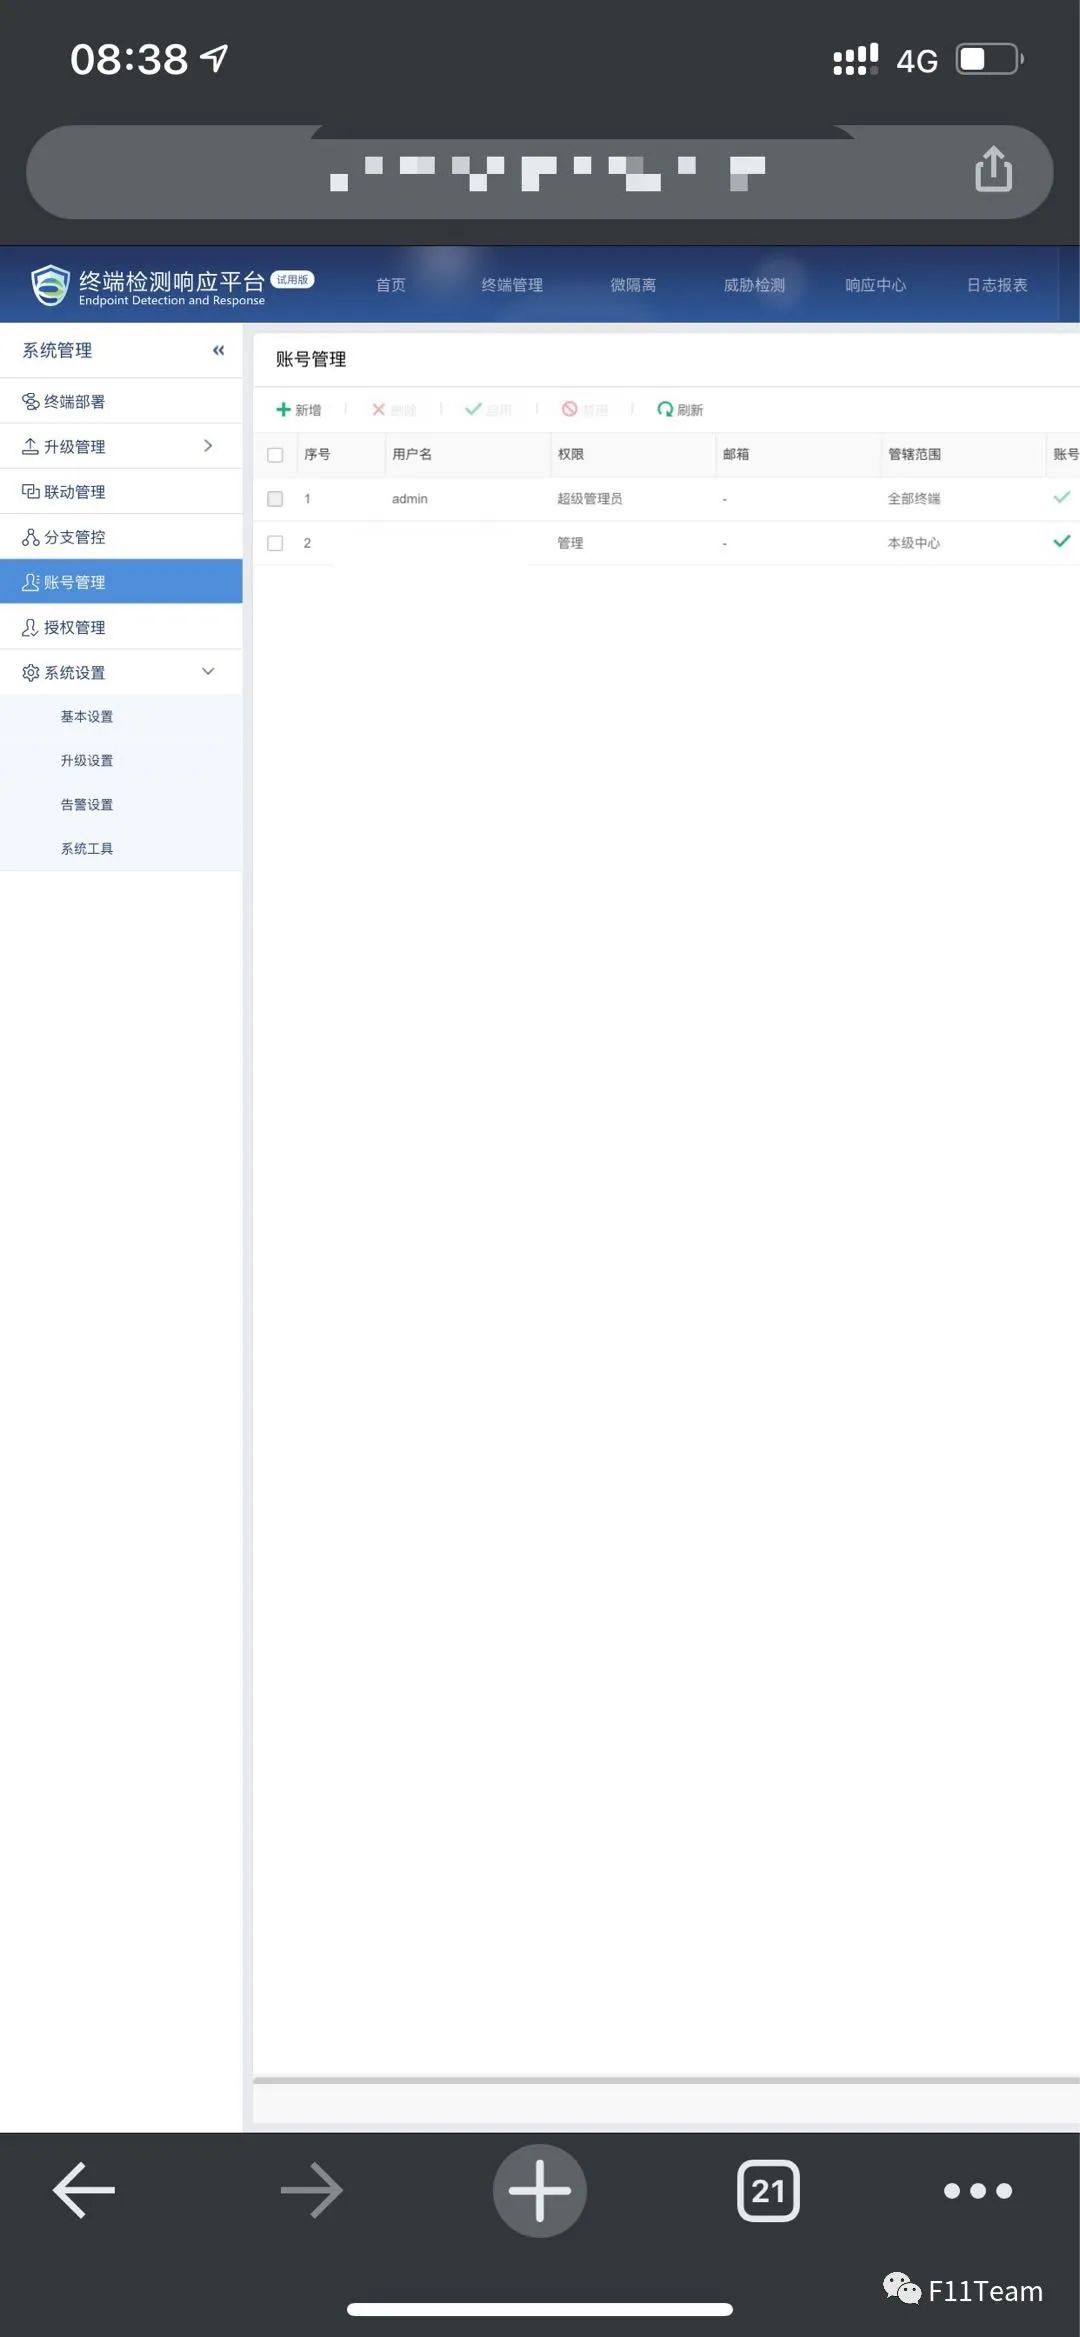 08:38
4G
终端检测响应平台 试用版
Endpoint Detection and Response
首页 终端管理 微隔离 威胁检测 响应中心 日志报表
系统管理
终端部署
升级管理
联动管理
分支管控
账号管理
授权管理
系统设置
基本设置
升级设置
告警设置
系统工具
账号管理
新增 删除 启用 禁用 刷新
序号 用户名 权限 邮箱 管辖范围 账号
1 admin 超级管理员 - 全部终端
2 管理 - 本级中心
21
F11Team